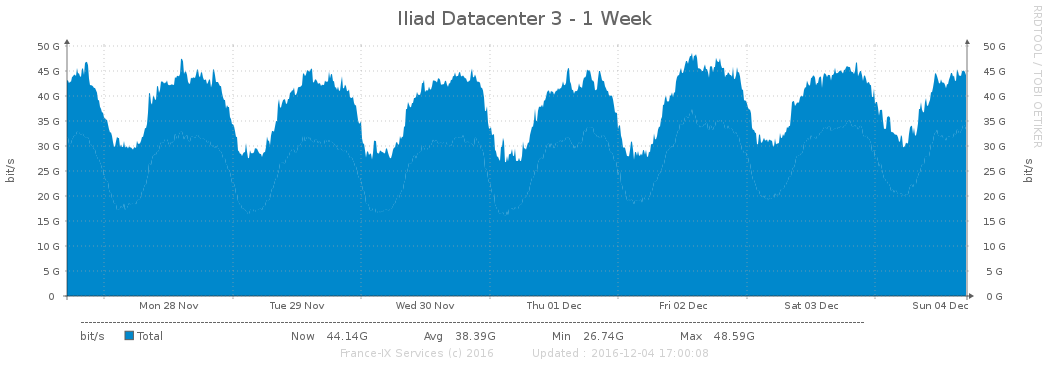 Iliad Datacenter 3 - 1 Week
RRDTOOL / TOBI OETIKER
50 G 50 G
45 G 45 G
40 G 40 G
35 G 35 G
30 G 30 G
25 G 25 G
20 G 20 G
15 G 15 G
10 G 10 G
5 G 5 G
0 0 G
bit/s bit/s
Mon 28 Nov Tue 29 Nov Wed 30 Nov Thu 01 Dec Fri 02 Dec Sat 03 Dec Sun 04 Dec
bit/s Total Now 44.14G Avg 38.39G Min 26.74G Max 48.59G
France-IX Services (c) 2016 Updated : 2016-12-04 17:00:08